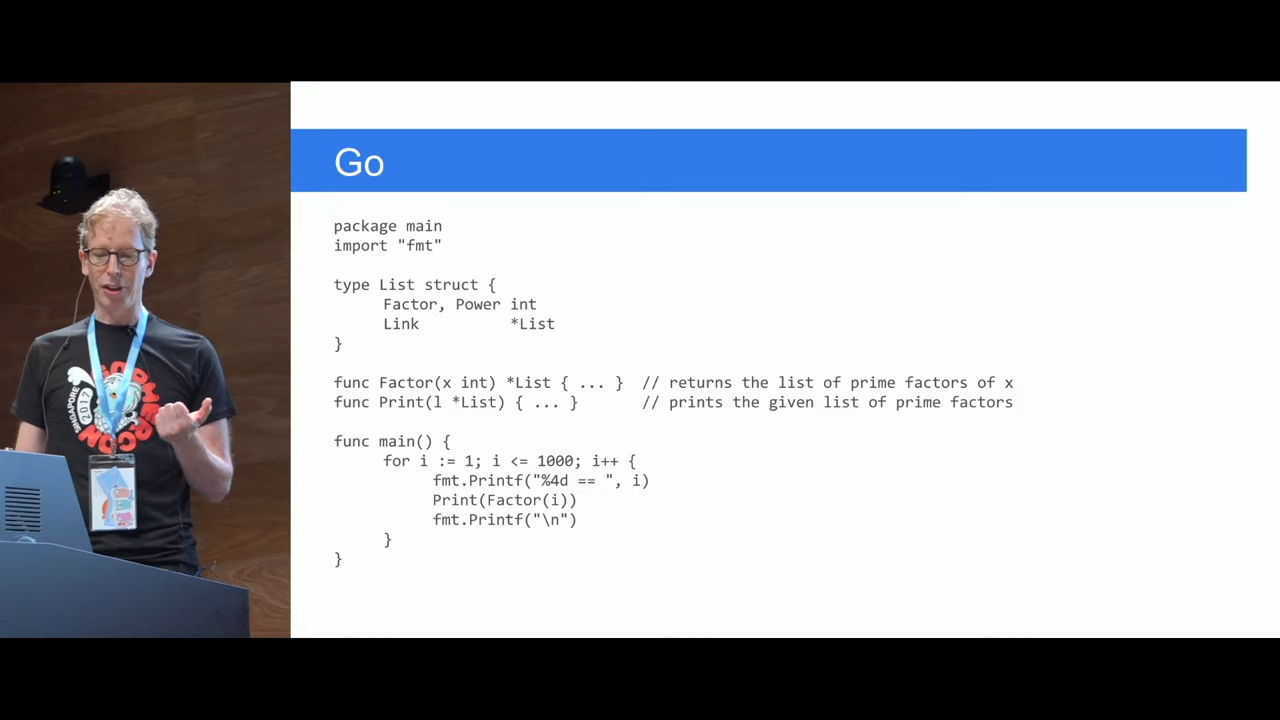 Go
package main
import "fmt"
type List struct {
Factor, Power int
Link *List
}
func Factor(x int) *List { ... } // returns the list of prime factors of x
func Print(l *List) { ... } // prints the given list of prime factors
func main() {
for i := 1; i <= 1000; i++ {
fmt.Printf("%4d == ", i)
Print(Factor(i))
fmt.Printf("\n")
}
}
SINGAPORE
2017